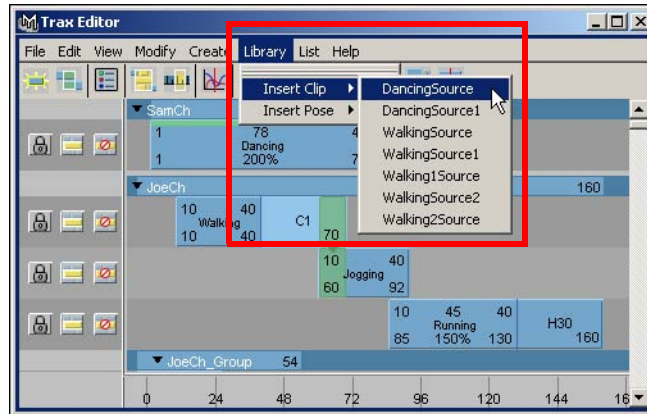 Trax Editor
File Edit View Modify Create Library List Help
Insert Clip
Insert Pose
DancingSource
DancingSource1
WalkingSource
WalkingSource1
Walking1Source
WalkingSource2
Walking2Source
SamCh
1 78 4
Dancing
1 200% 7
JoeCh 160
10 40
Walking C1
10 40 70
10 40
Jogging
60 92
10 45 40
Running H30
85 150% 130 160
JoeCh_Group 54
0 24 48 72 96 120 144 16